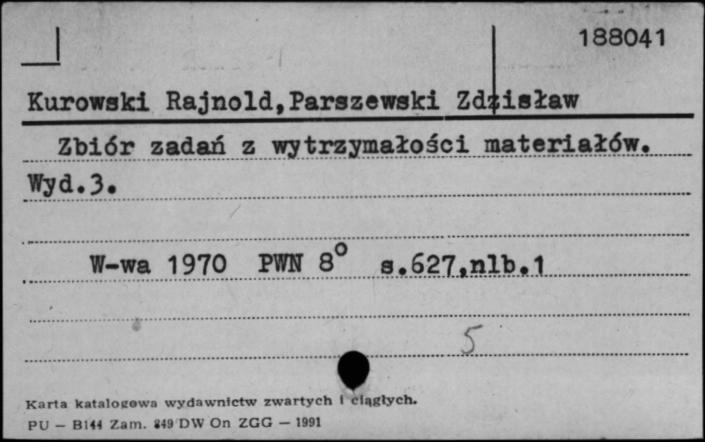 188041
Kurowski Rajnold,Parszewski Zdzisław
Zbiór zadań z wytrzymałości materiałów.
Wyd.3.
W-wa 1970 PWN 8° s.627,nlb.1
5
Karta katalogowa wydawnictw zwartych i ciągłych.
PU — B144 Zam. 849 DW On ZGG — 1991